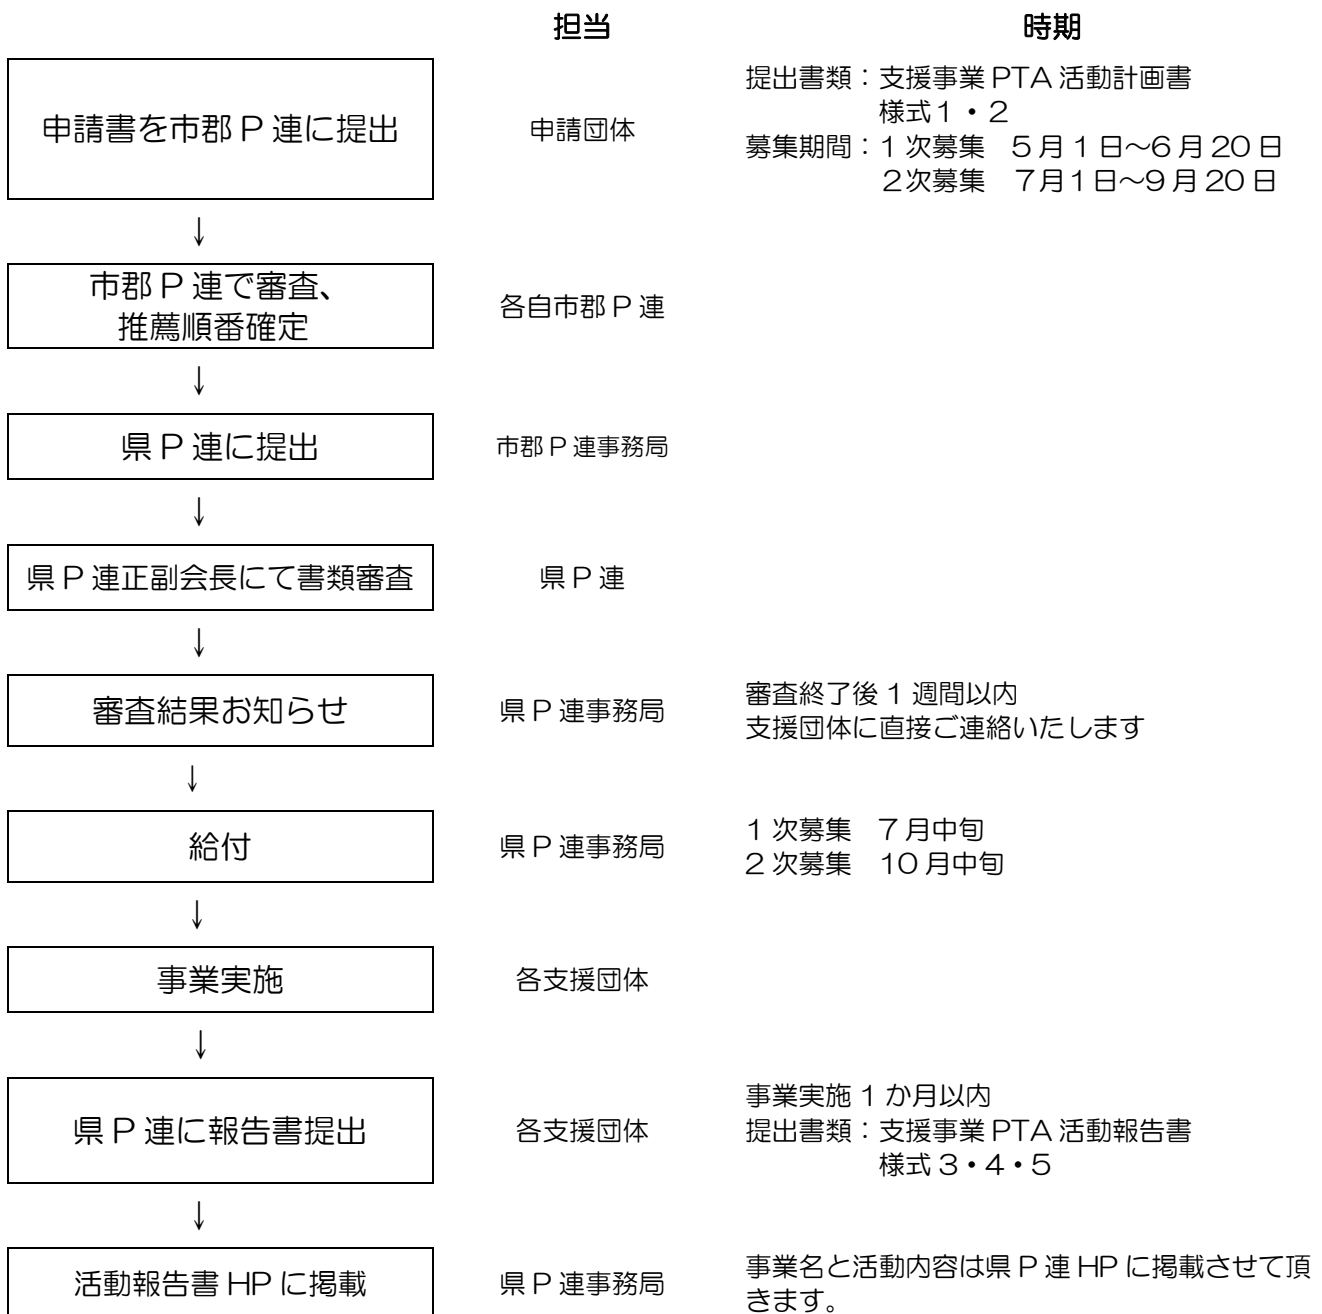 担当 時期
申請書を市郡P連に提出
申請団体
提出書類：支援事業PTA活動計画書
様式1・2
募集期間：1次募集 5月1日～6月20日
2次募集 7月1日～9月20日
↓
市郡P連で審査、
推薦順番確定
各自市郡P連
↓
県P連に提出
市郡P連事務局
↓
県P連正副会長にて書類審査
県P連
↓
審査結果お知らせ
県P連事務局
審査終了後1週間以内
支援団体に直接ご連絡いたします
↓
給付
県P連事務局
1次募集 7月中旬
2次募集 10月中旬
↓
事業実施
各支援団体
↓
県P連に報告書提出
各支援団体
事業実施1か月以内
提出書類：支援事業PTA活動報告書
様式3・4・5
↓
活動報告書HPに掲載
県P連事務局
事業名と活動内容は県P連HPに掲載させて頂
きます。